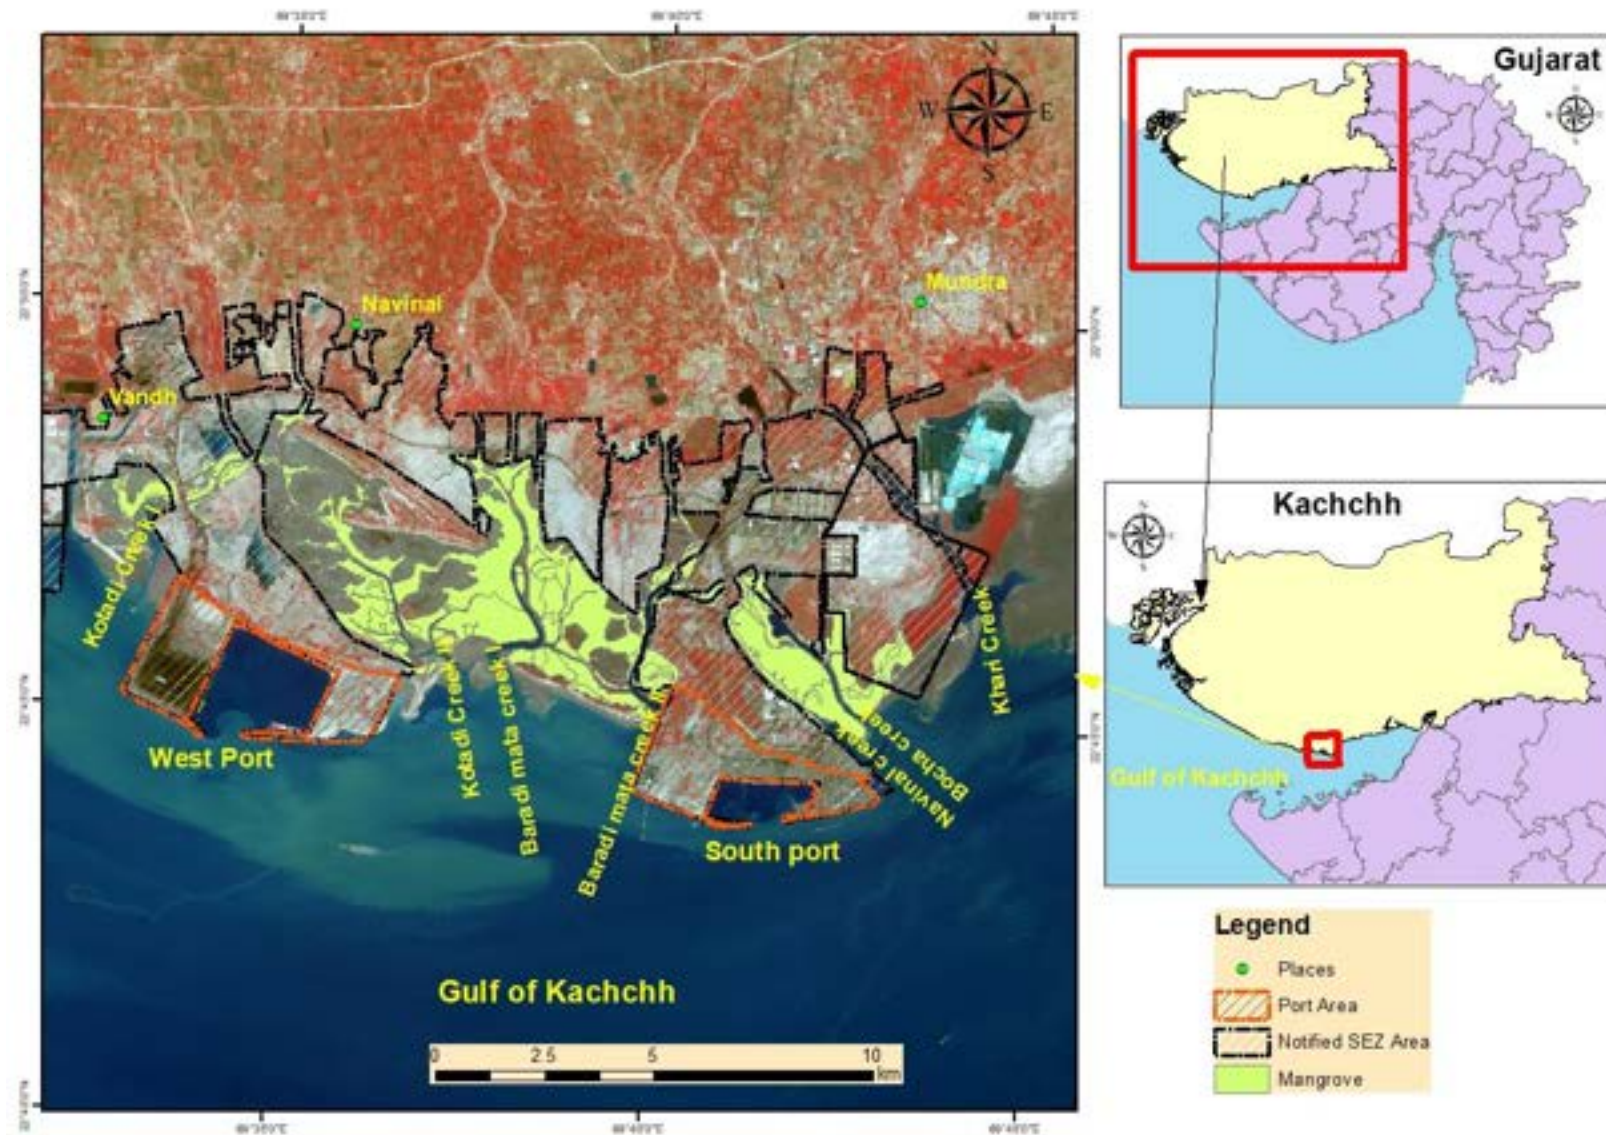 N
W
E
S
Mundra
Navinal
Vandh
Kotadi Creek I
Kotadi Creek II
Baradi mata creek I
Baradi mata creek II
Navinal creek
Bocha creek
Khari Creek
West Port
South port
Gulf of Kachchh
0 2.5 5 10
km
Gujarat
Kachchh
Gulf of Kachchh
Legend
Places
Port Area
Notified SEZ Area
Mangrove